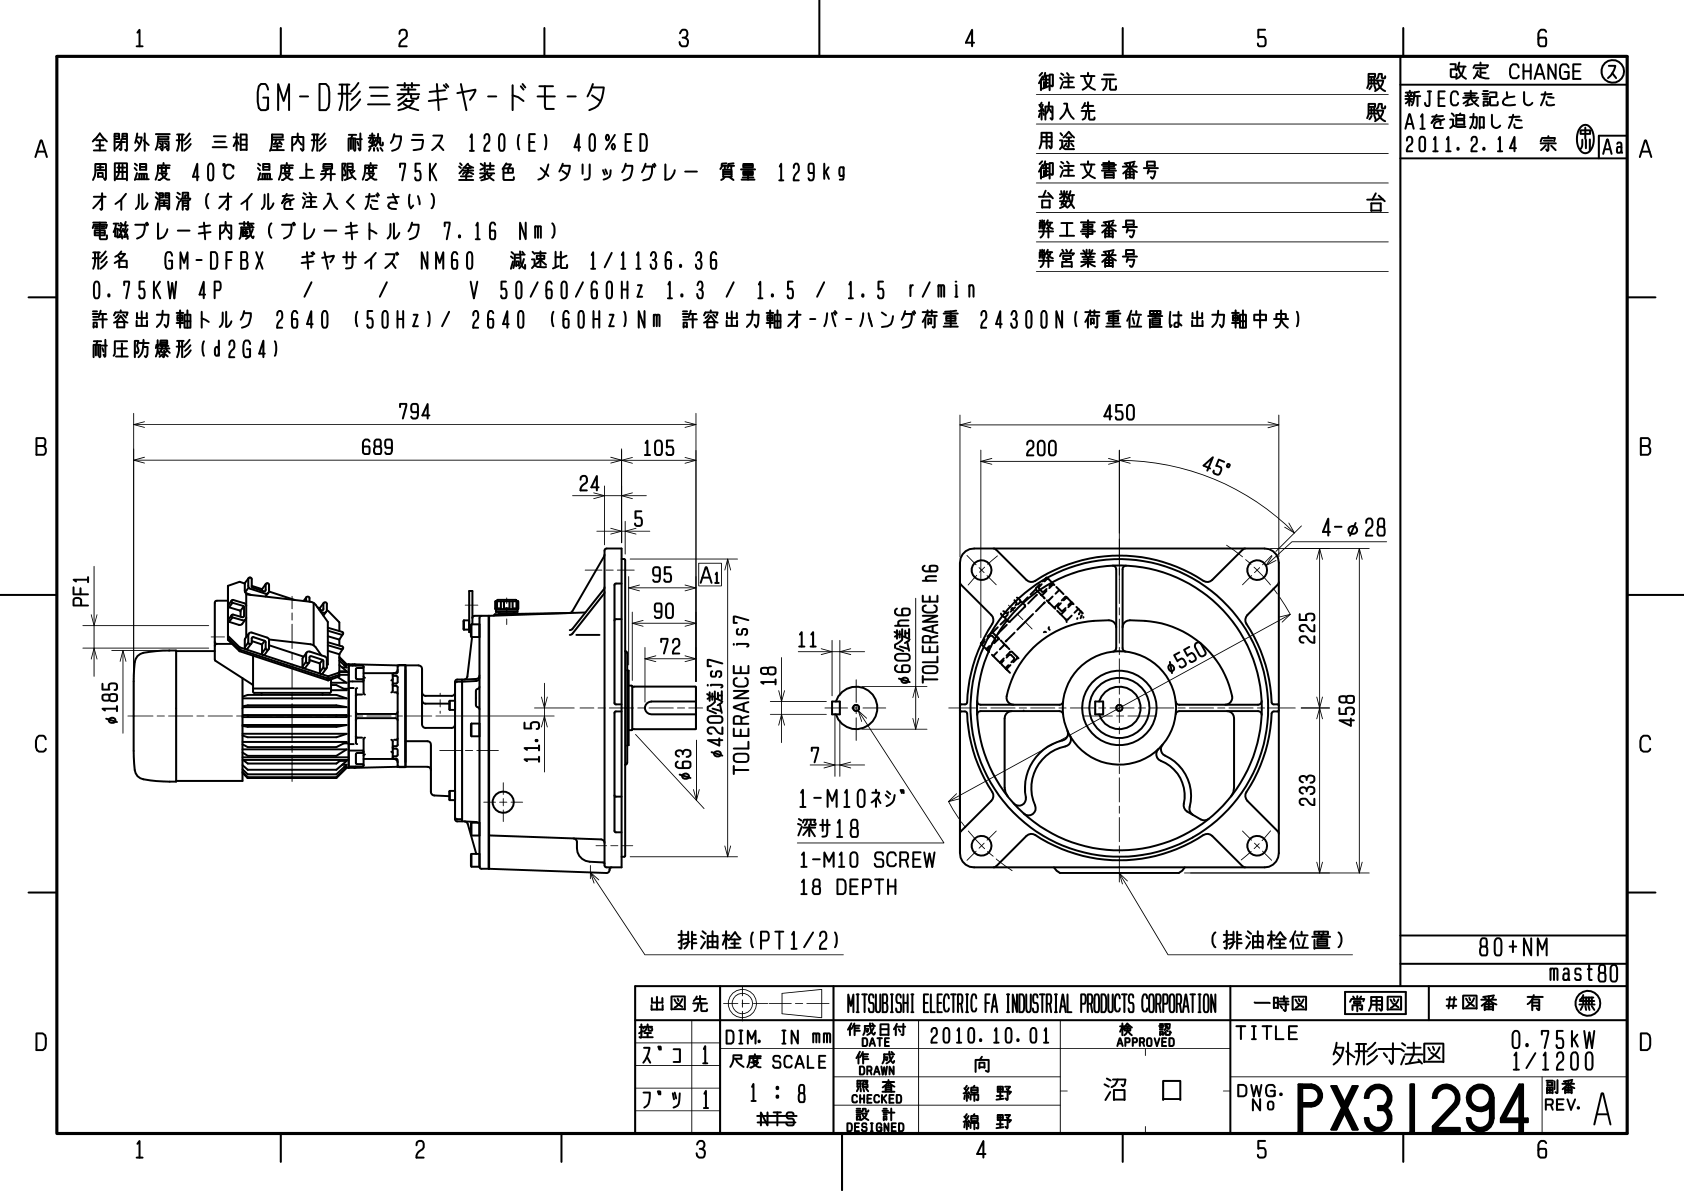 1 2 3 4 5 6
A
B
C
D
GM-D形三菱ギヤードモータ
全閉外扇形 三相 屋内形 耐熱クラス 120(E) 40%ED
周囲温度 40℃ 温度上昇限度 75K 塗装色 メタリックグレー 質量 129kg
オイル潤滑(オイルを注入ください)
電磁ブレーキ内蔵(ブレーキトルク 7.16 Nm)
形名 GM-DFBX ギヤサイズ NM60 減速比 1/1136.36
0.75KW 4P / / V 50/60/60Hz 1.3 / 1.5 / 1.5 r/min
許容出力軸トルク 2640 (50Hz)/ 2640 (60Hz)Nm 許容出力軸オーバーハング荷重 24300N(荷重位置は出力軸中央)
耐圧防爆形(d2G4)
御注文元 殿
納入先 殿
用途
御注文書番号
台数 台
弊工事番号
弊営業番号
改定 CHANGE ス
新JEC表記とした
A1を追加した
2011.2.14 宗 Aa
A
B
C
D
794
689
105
24
5
95 A1
90
72
PF1
φ185
11.5
φ63
φ420公差js7
TOLERANCE js7
排油栓(PT1/2)
11
18
7
φ60公差h6
TOLERANCE h6
1-M10ネジ
深サ18
1-M10 SCREW
18 DEPTH
450
200
45°
4-φ28
φ550
225
233
458
(排油栓位置)
80+NM
mast80
出図先
控
ズコ 1
ブツ 1
DIM. IN mm
尺度 SCALE
1 : 8
NTS
MITSUBISHI ELECTRIC FA INDUSTRIAL PRODUCTS CORPORATION
作成日付 DATE 2010.10.01
作成 DRAWN 向
照査 CHECKED 綿野
設計 DESIGNED 綿野
検認 APPROVED
沼口
一時図 常用図 #図番 有 無
TITLE
外形寸法図
0.75kW
1/1200
DWG. No PX31294
副番 REV. A
1 2 3 4 5 6